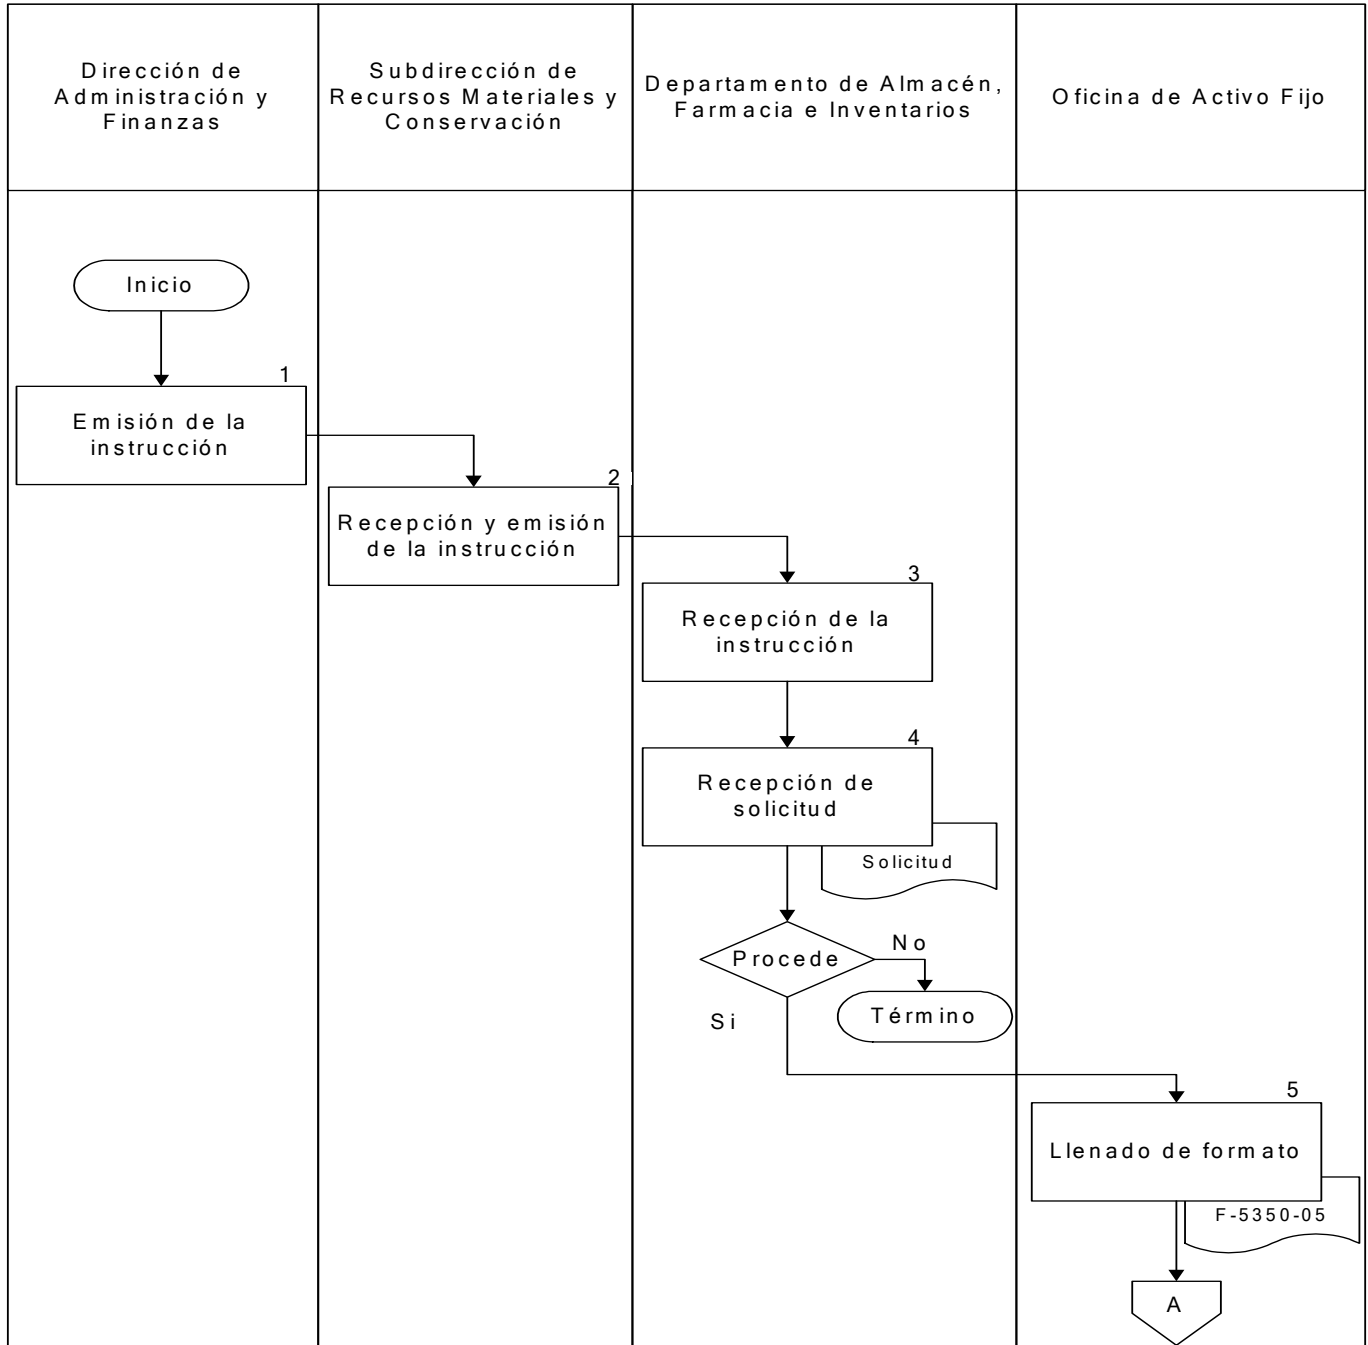 Dirección de
Administración y
Finanzas
Subdirección de
Recursos Materiales y
Conservación
Departamento de Almacén,
Farmacia e Inventarios
Oficina de Activo Fijo
Inicio
1
Emisión de la
instrucción
2
Recepción y emisión
de la instrucción
3
Recepción de la
instrucción
4
Recepción de
solicitud
Solicitud
Procede
No
Término
Si
5
Llenado de formato
F-5350-05
A